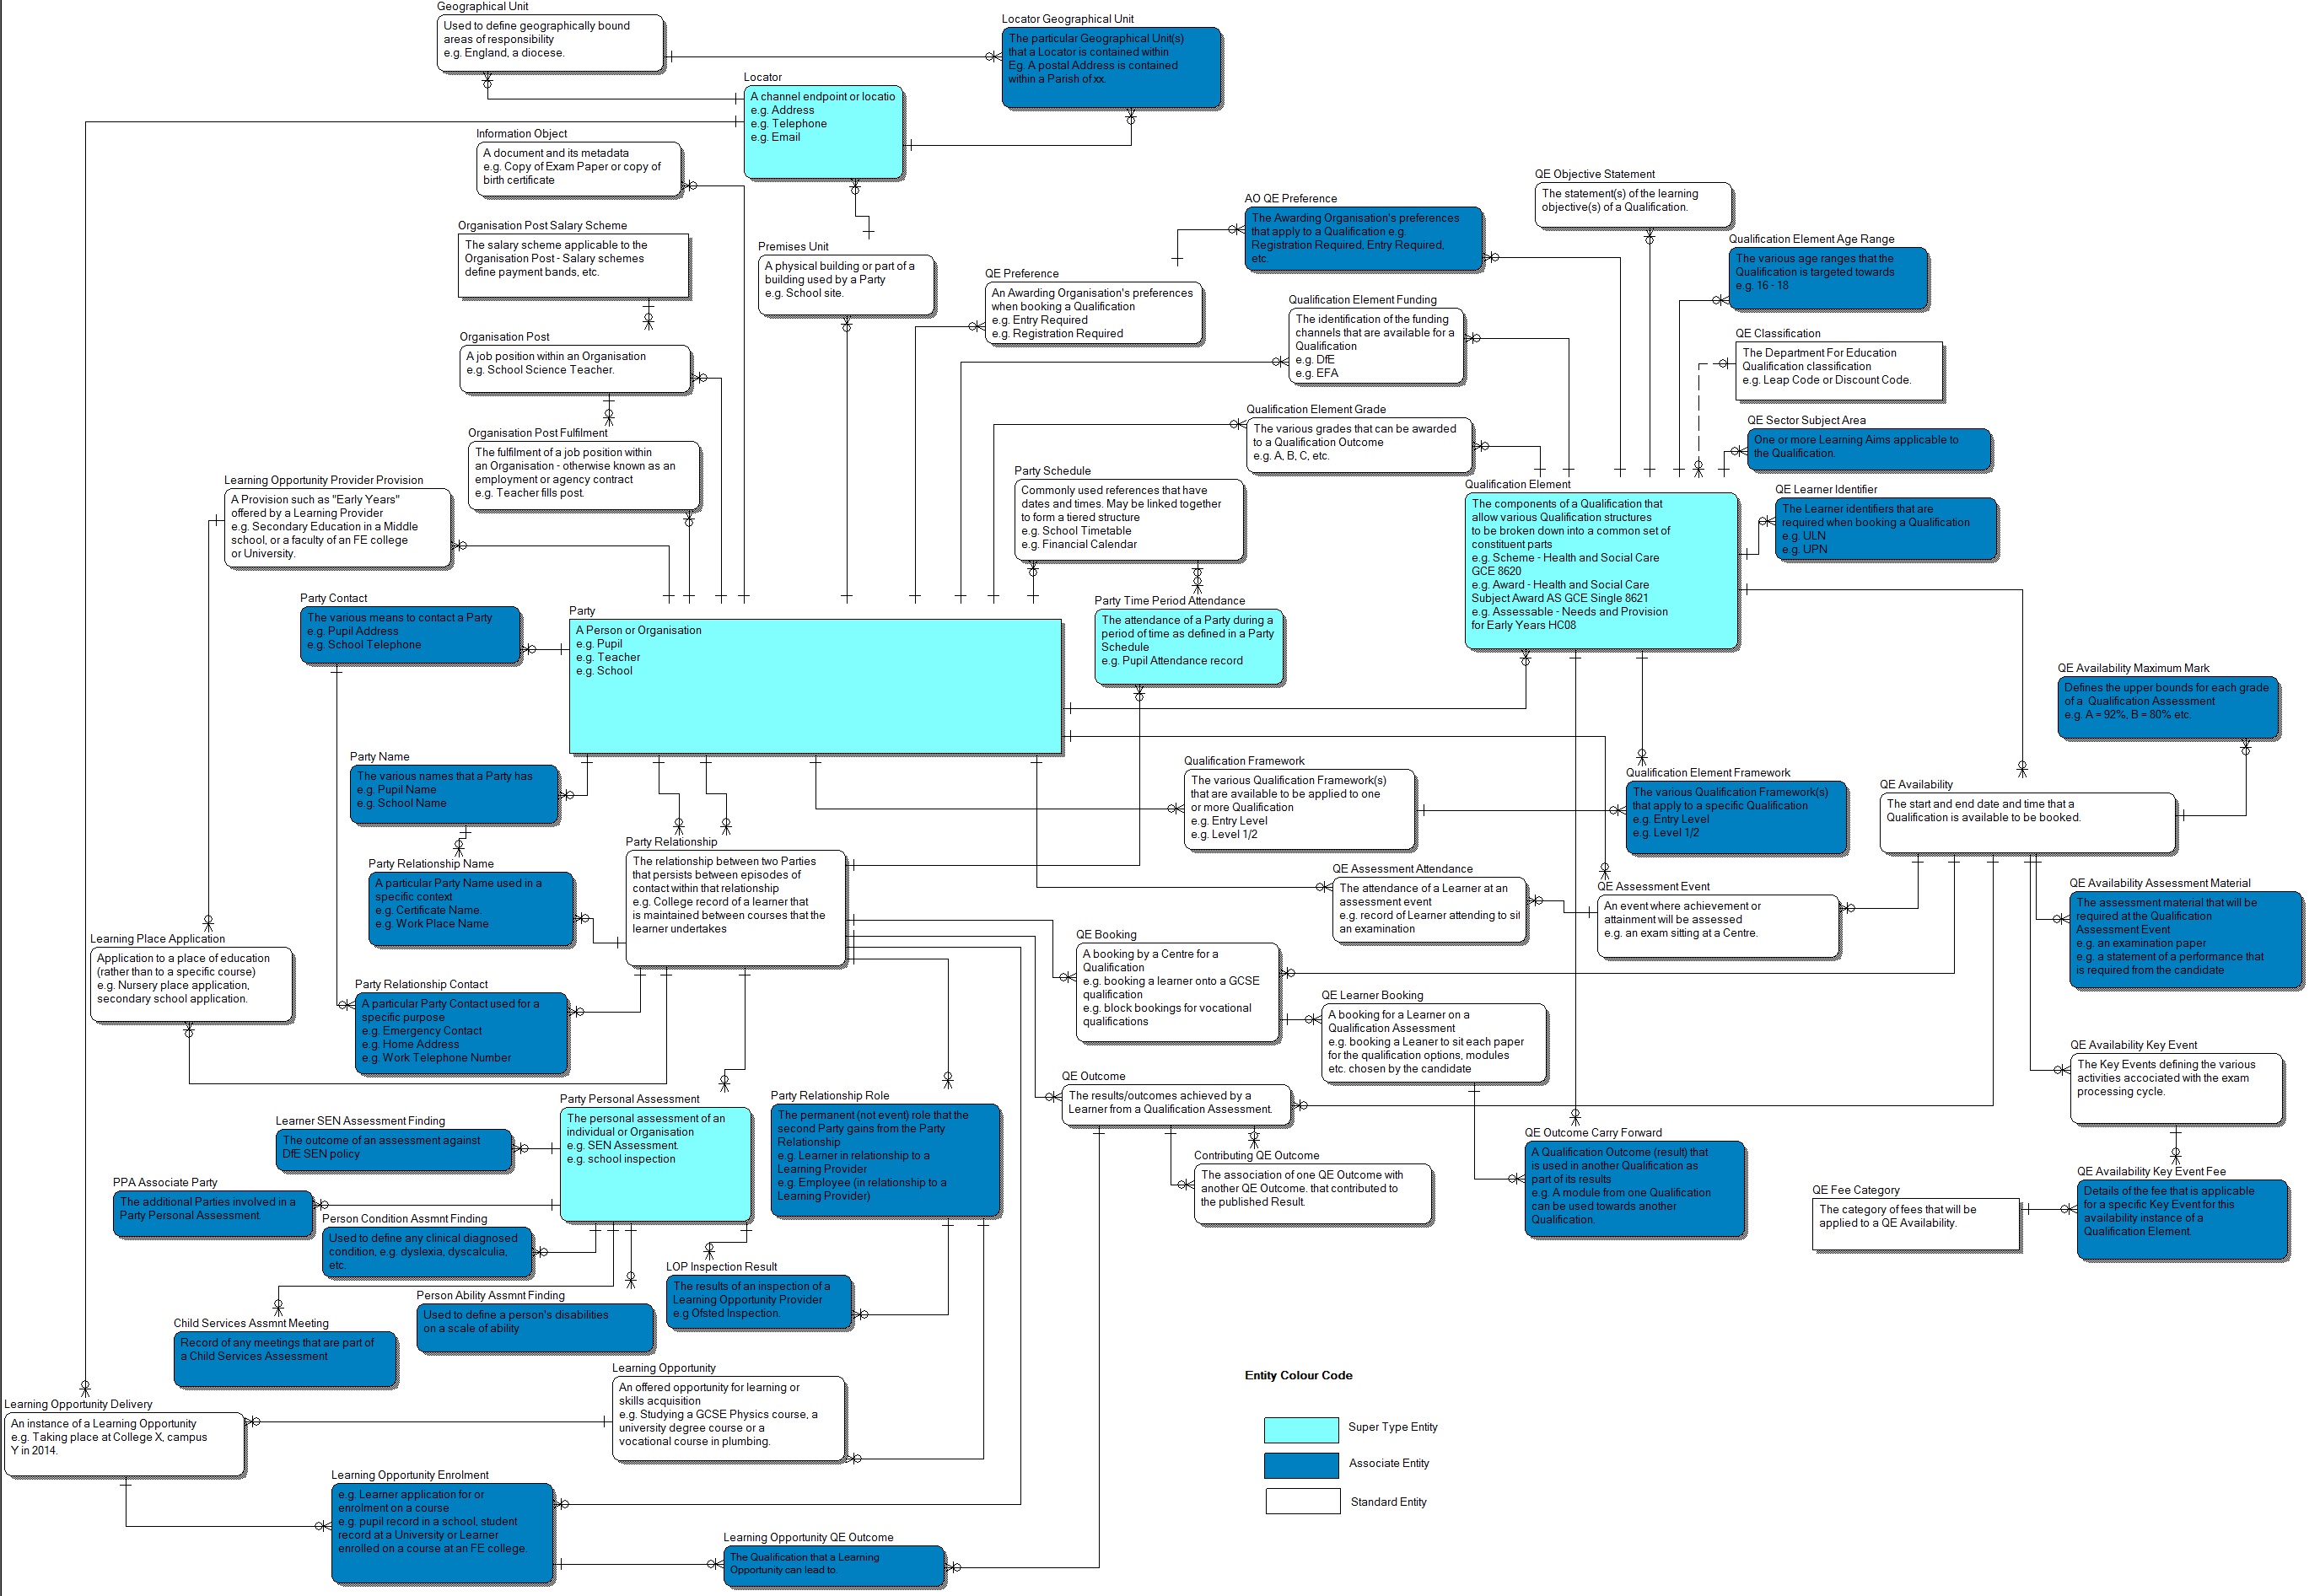 Geographical Unit
Used to define geographically bound
areas of responsibility
e.g. England, a diocese.
Locator Geographical Unit
The particular Geographical Unit(s)
that a Locator is contained within
Eg. A postal Address is contained
within a Parish of xx.
Locator
A channel endpoint or locatio
e.g. Address
e.g. Telephone
e.g. Email
Information Object
A document and its metadata
e.g. Copy of Exam Paper or copy of
birth certificate
QE Objective Statement
The statement(s) of the learning
objective(s) of a Qualification.
AO QE Preference
The Awarding Organisation's preferences
that apply to a Qualification e.g.
Registration Required, Entry Required,
etc.
Organisation Post Salary Scheme
The salary scheme applicable to the
Organisation Post - Salary schemes
define payment bands, etc.
Premises Unit
A physical building or part of a
building used by a Party
e.g. School site.
QE Preference
An Awarding Organisation's preferences
when booking a Qualification
e.g. Entry Required
e.g. Registration Required
Qualification Element Age Range
The various age ranges that the
Qualification is targeted towards
e.g. 16 - 18
Qualification Element Funding
The identification of the funding
channels that are available for a
Qualification
e.g. DfE
e.g. EFA
QE Classification
The Department For Education
Qualification classification
e.g. Leap Code or Discount Code.
Organisation Post
A job position within an Organisation
e.g. School Science Teacher.
Qualification Element Grade
The various grades that can be awarded
to a Qualification Outcome
e.g. A, B, C, etc.
QE Sector Subject Area
One or more Learning Aims applicable to
the Qualification.
Organisation Post Fulfilment
The fulfilment of a job position within
an Organisation - otherwise known as an
employment or agency contract
e.g. Teacher fills post.
Learning Opportunity Provider Provision
A Provision such as "Early Years"
offered by a Learning Provider
e.g. Secondary Education in a Middle
school, or a faculty of an FE college
or University.
Party Schedule
Commonly used references that have
dates and times. May be linked together
to form a tiered structure
e.g. School Timetable
e.g. Financial Calendar
Qualification Element
The components of a Qualification that
allow various Qualification structures
to be broken down into a common set of
constituent parts
e.g. Scheme - Health and Social Care
GCE 8620
e.g. Award - Health and Social Care
Subject Award AS GCE Single 8621
e.g. Assessable - Needs and Provision
for Early Years HC08
QE Learner Identifier
The Learner identifiers that are
required when booking a Qualification
e.g. ULN
e.g. UPN
Party Contact
The various means to contact a Party
e.g. Pupil Address
e.g. School Telephone
Party
A Person or Organisation
e.g. Pupil
e.g. Teacher
e.g. School
Party Time Period Attendance
The attendance of a Party during a
period of time as defined in a Party
Schedule
e.g. Pupil Attendance record
QE Availability Maximum Mark
Defines the upper bounds for each grade
of a  Qualification Assessment
e.g. A = 92%, B = 80% etc.
Party Name
The various names that a Party has
e.g. Pupil Name
e.g. School Name
Qualification Framework
The various Qualification Framework(s)
that are available to be applied to one
or more Qualification
e.g. Entry Level
e.g. Level 1/2
Qualification Element Framework
The various Qualification Framework(s)
that apply to a specific Qualification
e.g. Entry Level
e.g. Level 1/2
QE Availability
The start and end date and time that a
Qualification is available to be booked.
Party Relationship
The relationship between two Parties
that persists between episodes of
contact within that relationship
e.g. College record of a learner that
is maintained between courses that the
learner undertakes
Party Relationship Name
A particular Party Name used in a
specific context
e.g. Certificate Name.
e.g. Work Place Name
QE Assessment Attendance
The attendance of a Learner at an
assessment event
e.g. record of Learner attending to sit
an examination
QE Assessment Event
An event where achievement or
attainment will be assessed
e.g. an exam sitting at a Centre.
QE Availability Assessment Material
The assessment material that will be
required at the Qualification
Assessment Event
e.g. an examination paper
e.g. a statement of a performance that
is required from the candidate
Learning Place Application
Application to a place of education
(rather than to a specific course)
e.g. Nursery place application,
secondary school application.
QE Booking
A booking by a Centre for a
Qualification
e.g. booking a learner onto a GCSE
qualification
e.g. block bookings for vocational
qualifications
Party Relationship Contact
A particular Party Contact used for a
specific purpose
e.g. Emergency Contact
e.g. Home Address
e.g. Work Telephone Number
QE Learner Booking
A booking for a Learner on a
Qualification Assessment
e.g. booking a Leaner to sit each paper
for the qualification options, modules
etc. chosen by the candidate
QE Availability Key Event
The Key Events defining the various
activities accociated with the exam
processing cycle.
QE Outcome
The results/outcomes achieved by a
Learner from a Qualification Assessment.
Party Personal Assessment
The personal assessment of an
individual or Organisation
e.g. SEN Assessment.
e.g. school inspection
Party Relationship Role
The permanent (not event) role that the
second Party gains from the Party
Relationship
e.g. Learner in relationship to a
Learning Provider
e.g. Employee (in relationship to a
Learning Provider)
Learner SEN Assessment Finding
The outcome of an assessment against
DfE SEN policy
QE Outcome Carry Forward
A Qualification Outcome (result) that
is used in another Qualification as
part of its results
e.g. A module from one Qualification
can be used towards another
Qualification.
Contributing QE Outcome
The association of one QE Outcome with
another QE Outcome. that contributed to
the published Result.
QE Availability Key Event Fee
Details of the fee that is applicable
for a specific Key Event for this
availability instance of a
Qualification Element.
PPA Associate Party
The additional Parties involved in a
Party Personal Assessment.
QE Fee Category
The category of fees that will be
applied to a QE Availability.
Person Condition Assmnt Finding
Used to define any clinical diagnosed
condition, e.g. dyslexia, dyscalculia,
etc.
LOP Inspection Result
The results of an inspection of a
Learning Opportunity Provider
e.g Ofsted Inspection.
Person Ability Assmnt Finding
Used to define a person's disabilities
on a scale of ability
Child Services Assmnt Meeting
Record of any meetings that are part of
a Child Services Assessment
Learning Opportunity
An offered opportunity for learning or
skills acquisition
e.g. Studying a GCSE Physics course, a
university degree course or a
vocational course in plumbing.
Entity Colour Code
Super Type Entity
Associate Entity
Standard Entity
Learning Opportunity Delivery
An instance of a Learning Opportunity
e.g. Taking place at College X, campus
Y in 2014.
Learning Opportunity Enrolment
e.g. Learner application for or
enrolment on a course
e.g. pupil record in a school, student
record at a University or Learner
enrolled on a course at an FE college.
Learning Opportunity QE Outcome
The Qualification that a Learning
Opportunity can lead to.